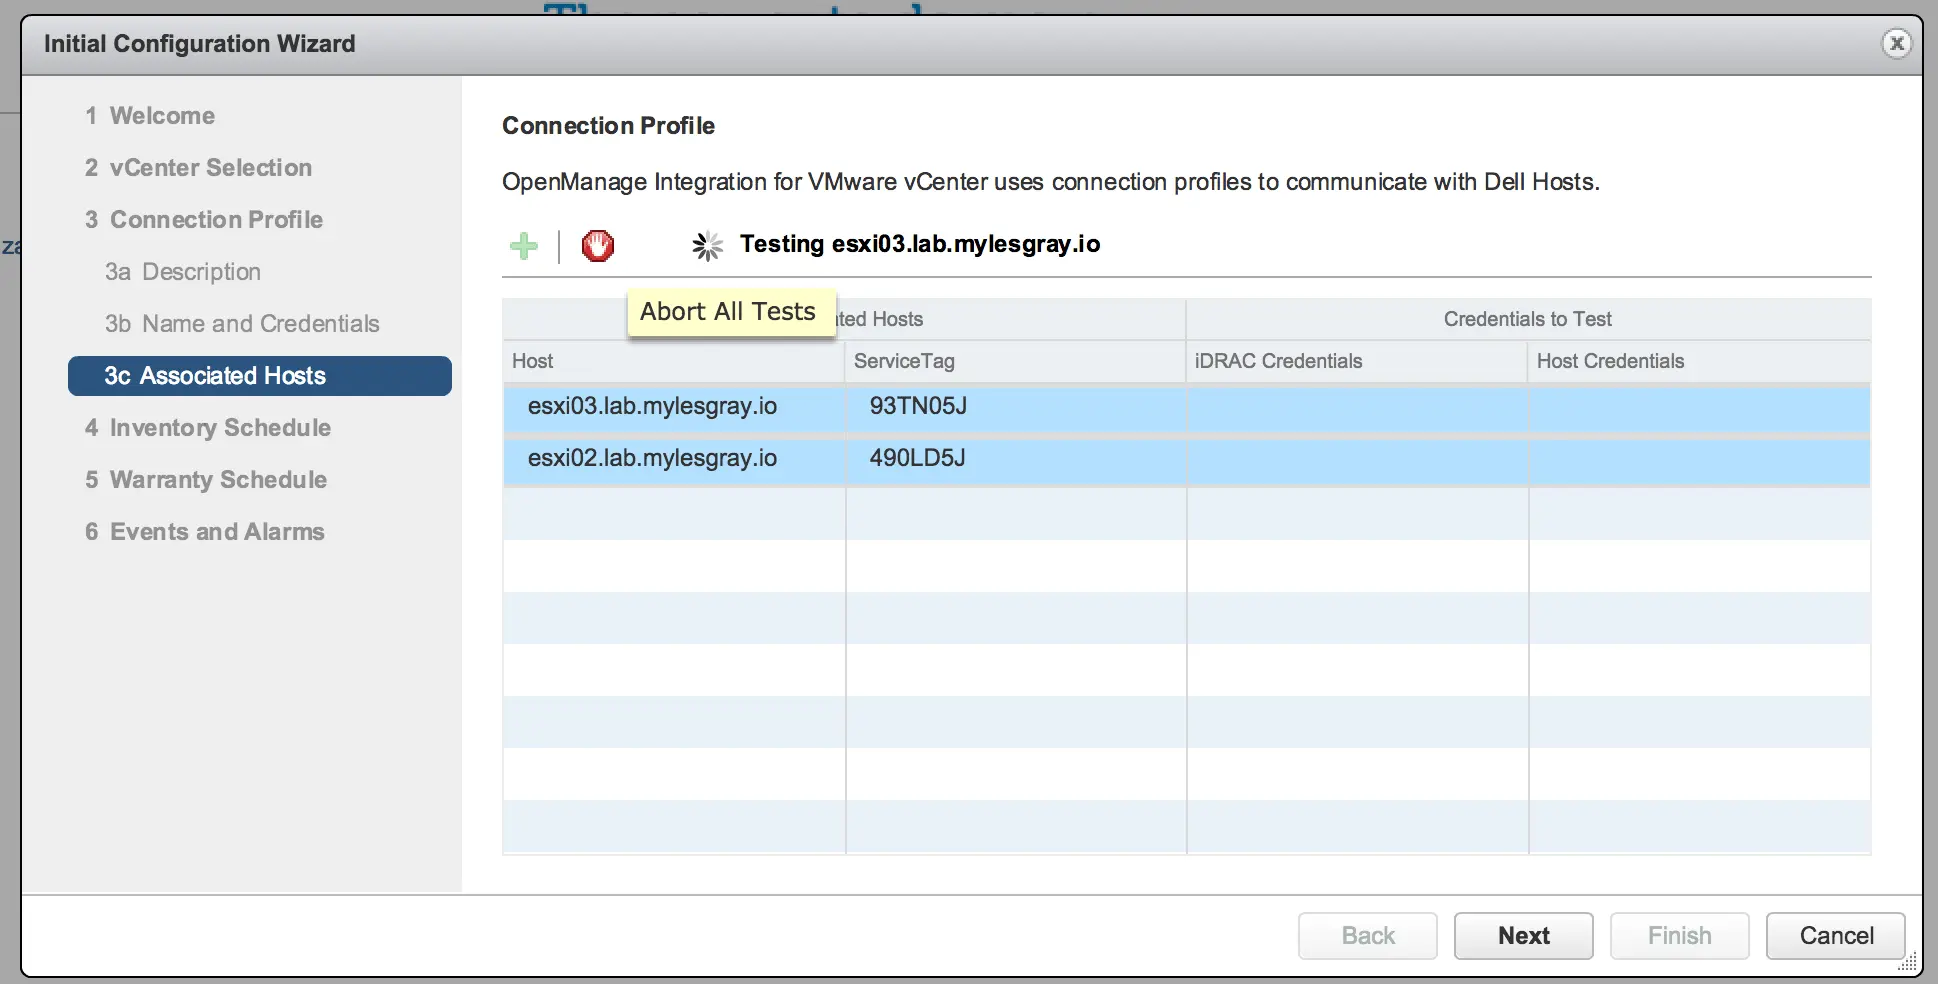 Initial Configuration Wizard
1 Welcome
2 vCenter Selection
3 Connection Profile
3a Description
3b Name and Credentials
3c Associated Hosts
4 Inventory Schedule
5 Warranty Schedule
6 Events and Alarms
Connection Profile
OpenManage Integration for VMware vCenter uses connection profiles to communicate with Dell Hosts.
Testing esxi03.lab.mylesgray.io
Abort All Tests
Hosts
Credentials to Test
Host ServiceTag iDRAC Credentials Host Credentials
esxi03.lab.mylesgray.io 93TN05J
esxi02.lab.mylesgray.io 490LD5J
Back Next Finish Cancel